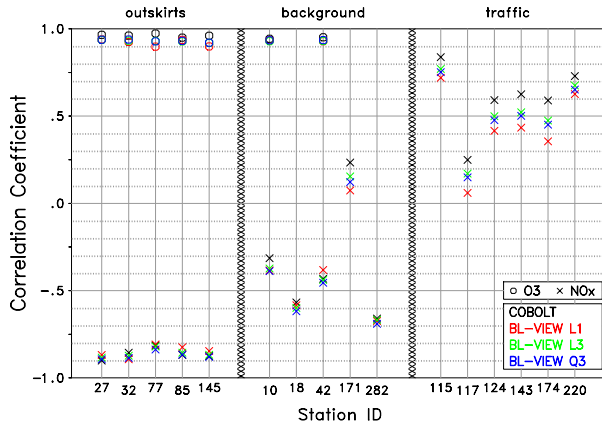 outskirts background traffic
Correlation Coefficient
1.0
.5
.0
-.5
-1.0
O3 NOx
COBOLT
BL-VIEW L1
BL-VIEW L3
BL-VIEW Q3
27 32 77 85 145 10 18 42 171 282 115 117 124 143 174 220
Station ID